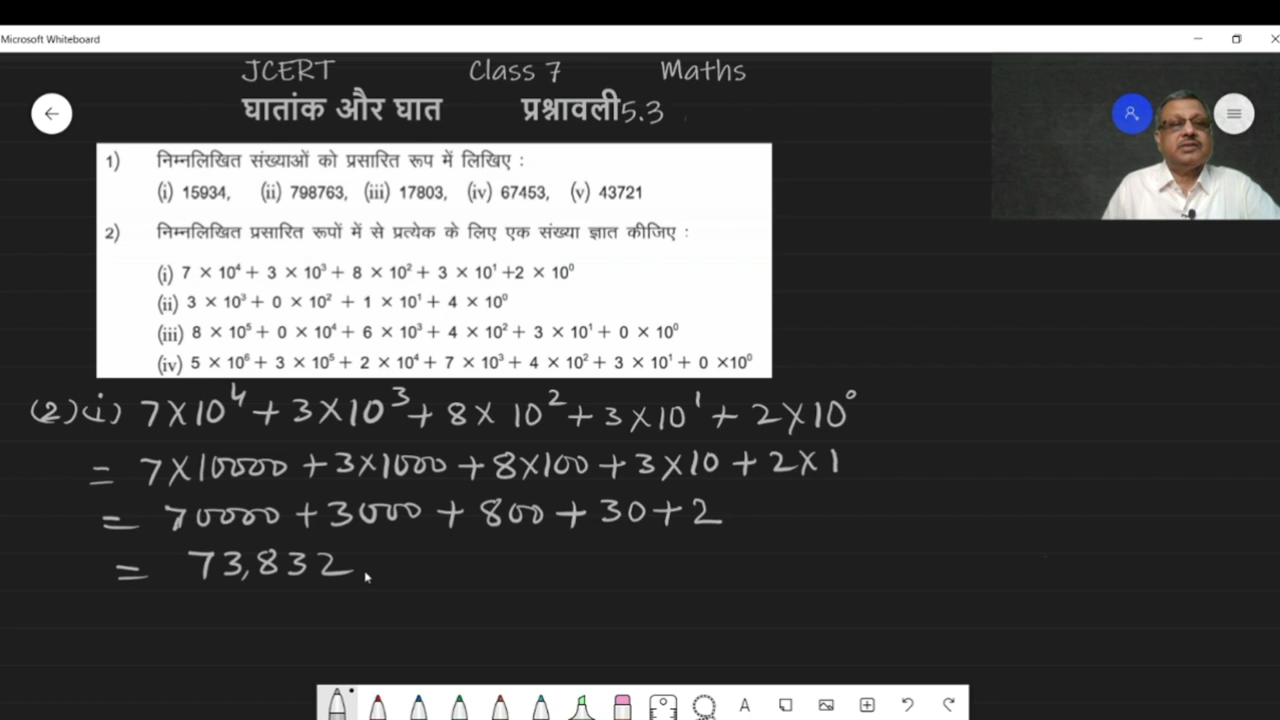 Microsoft Whiteboard
JCERT Class 7 Maths
घातांक और घात प्रश्नावली 5.3
1) निम्नलिखित संख्याओं को प्रसारित रूप में लिखिए :
(i) 15934, (ii) 798763, (iii) 17803, (iv) 67453, (v) 43721
2) निम्नलिखित प्रसारित रूपों में से प्रत्येक के लिए एक संख्या ज्ञात कीजिए :
(i) 7 × 10⁴ + 3 × 10³ + 8 × 10² + 3 × 10¹ +2 × 10⁰
(ii) 3 × 10³ + 0 × 10² + 1 × 10¹ + 4 × 10⁰
(iii) 8 × 10⁵ + 0 × 10⁴ + 6 × 10³ + 4 × 10² + 3 × 10¹ + 0 × 10⁰
(iv) 5 × 10⁶ + 3 × 10⁵ + 2 × 10⁴ + 7 × 10³ + 4 × 10² + 3 × 10¹ + 0 ×10⁰
(2)(i) 7×10⁴ + 3×10³ + 8×10² + 3×10¹ + 2×10⁰
= 7×10000 + 3×1000 + 8×100 + 3×10 + 2×1
= 70000 + 3000 + 800 + 30 + 2
= 73,832
A